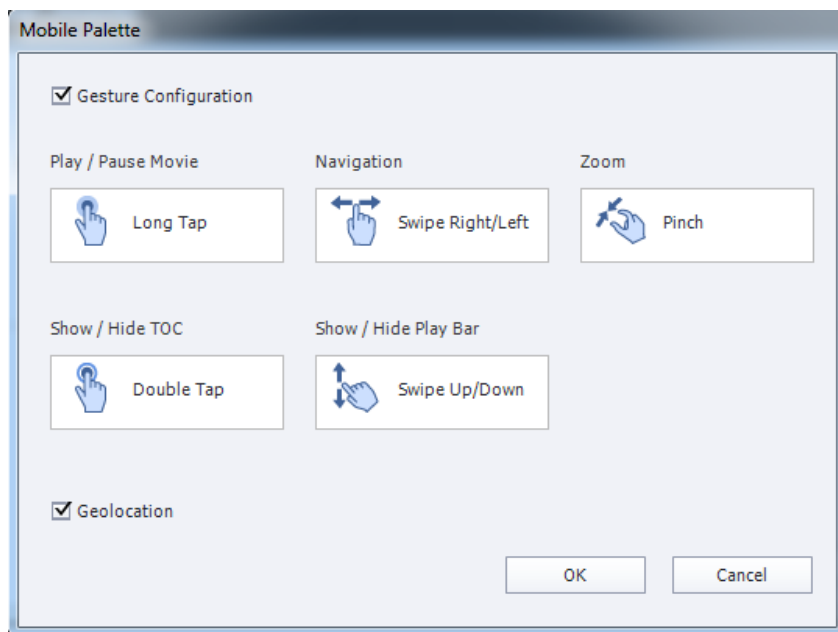 Mobile Palette
Gesture Configuration
Play / Pause Movie
Navigation
Zoom
Long Tap
Swipe Right/Left
Pinch
Show / Hide TOC
Show / Hide Play Bar
Double Tap
Swipe Up/Down
Geolocation
OK
Cancel